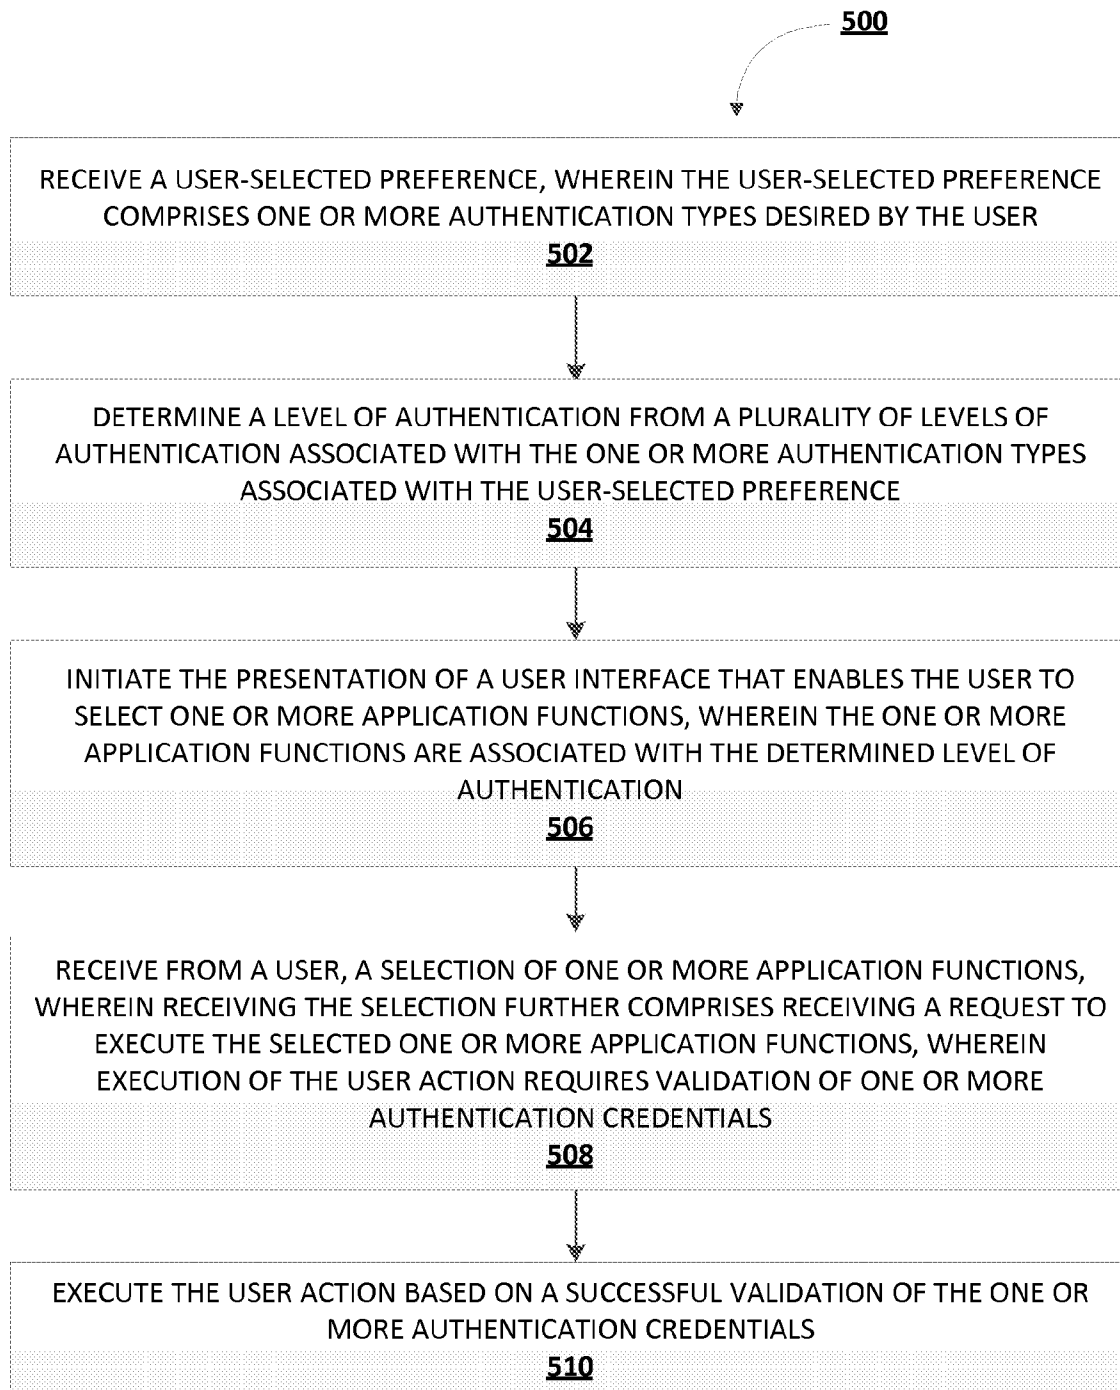 500
RECEIVE A USER-SELECTED PREFERENCE, WHEREIN THE USER-SELECTED PREFERENCE
COMPRISES ONE OR MORE AUTHENTICATION TYPES DESIRED BY THE USER
502
DETERMINE A LEVEL OF AUTHENTICATION FROM A PLURALITY OF LEVELS OF
AUTHENTICATION ASSOCIATED WITH THE ONE OR MORE AUTHENTICATION TYPES
ASSOCIATED WITH THE USER-SELECTED PREFERENCE
504
INITIATE THE PRESENTATION OF A USER INTERFACE THAT ENABLES THE USER TO
SELECT ONE OR MORE APPLICATION FUNCTIONS, WHEREIN THE ONE OR MORE
APPLICATION FUNCTIONS ARE ASSOCIATED WITH THE DETERMINED LEVEL OF
AUTHENTICATION
506
RECEIVE FROM A USER, A SELECTION OF ONE OR MORE APPLICATION FUNCTIONS,
WHEREIN RECEIVING THE SELECTION FURTHER COMPRISES RECEIVING A REQUEST TO
EXECUTE THE SELECTED ONE OR MORE APPLICATION FUNCTIONS, WHEREIN
EXECUTION OF THE USER ACTION REQUIRES VALIDATION OF ONE OR MORE
AUTHENTICATION CREDENTIALS
508
EXECUTE THE USER ACTION BASED ON A SUCCESSFUL VALIDATION OF THE ONE OR
MORE AUTHENTICATION CREDENTIALS
510